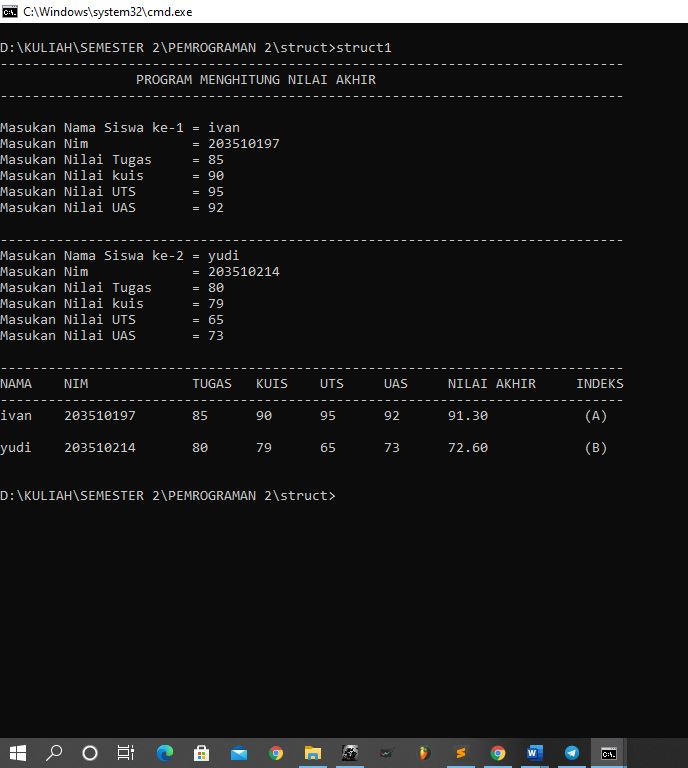 C:\Windows\system32\cmd.exe
D:\KULIAH\SEMESTER 2\PEMROGRAMAN 2\struct>struct1
------------------------------------------------------------------------------
PROGRAM MENGHITUNG NILAI AKHIR
------------------------------------------------------------------------------
Masukan Nama Siswa ke-1 = ivan
Masukan Nim = 203510197
Masukan Nilai Tugas = 85
Masukan Nilai kuis = 90
Masukan Nilai UTS = 95
Masukan Nilai UAS = 92
------------------------------------------------------------------------------
Masukan Nama Siswa ke-2 = yudi
Masukan Nim = 203510214
Masukan Nilai Tugas = 80
Masukan Nilai kuis = 79
Masukan Nilai UTS = 65
Masukan Nilai UAS = 73
------------------------------------------------------------------------------
NAMA NIM TUGAS KUIS UTS UAS NILAI AKHIR INDEKS
------------------------------------------------------------------------------
ivan 203510197 85 90 95 92 91.30 (A)
yudi 203510214 80 79 65 73 72.60 (B)
D:\KULIAH\SEMESTER 2\PEMROGRAMAN 2\struct>